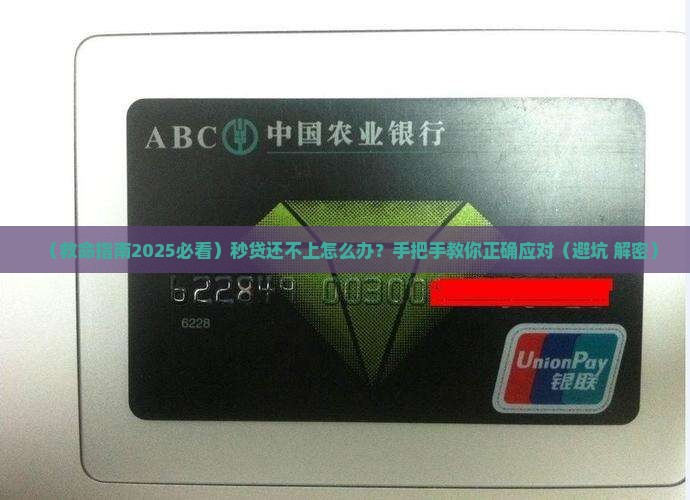 ABC 中国农业银行
（救命指南2025必看）秒贷还不上怎么办？手把手教你正确应对（避坑 解密）
622849 00300
6228
UnionPay
银联